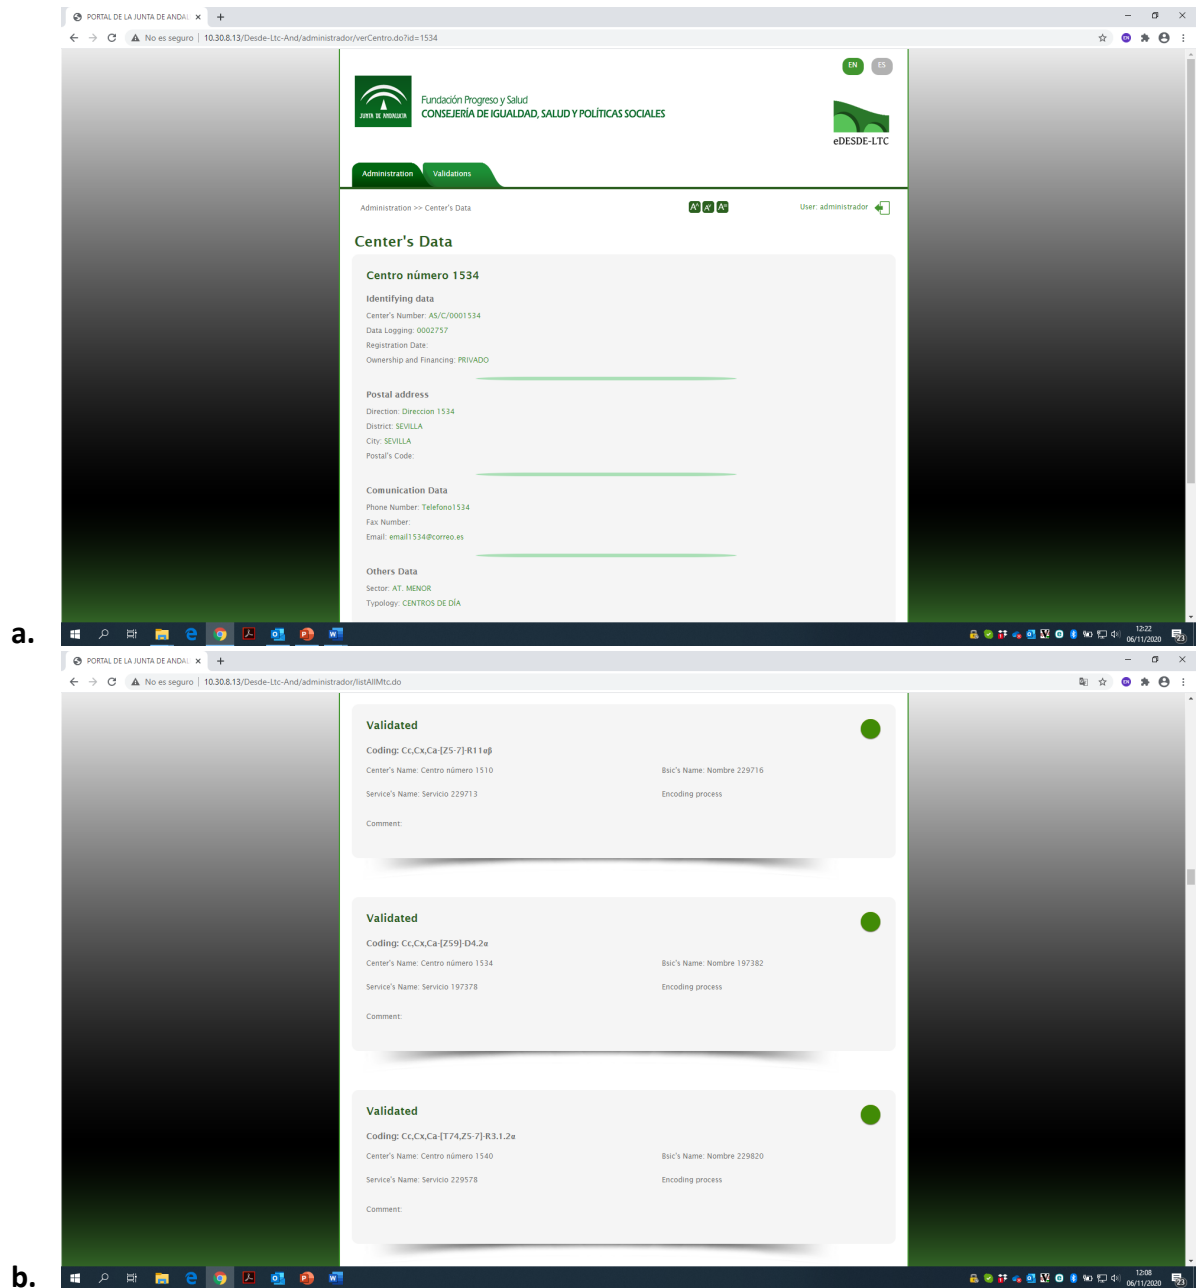 PORTAL DE LA JUNTA DE ANDAL
No es seguro | 10.30.8.13/Desde-Ltc-And/administrador/verCentro.do?id=1534
EN ES
JUNTA DE ANDALUCIA
Fundación Progreso y Salud
CONSEJERÍA DE IGUALDAD, SALUD Y POLÍTICAS SOCIALES
eDESDE-LTC
Administration Validations
Administration >> Center's Data
User: administrador
Center's Data
Centro número 1534
Identifying data
Center's Number: AS/C/0001534
Data Logging: 0002757
Registration Date:
Ownership and Financing: PRIVADO
Postal address
Direction: Direccion 1534
District: SEVILLA
City: SEVILLA
Postal's Code:
Comunication Data
Phone Number: Telefono1534
Fax Number:
Email: email1534@correo.es
Others Data
Sector: AT. MENOR
Typology: CENTROS DE DÍA
a.
12:22
06/11/2020
23
PORTAL DE LA JUNTA DE ANDAL
No es seguro | 10.30.8.13/Desde-Ltc-And/administrador/listAllMtc.do
Validated
Coding: Cc,Cx,Ca-[Z5-7]-R11αβ
Center's Name: Centro número 1510 Bsic's Name: Nombre 229716
Service's Name: Servicio 229713 Encoding process
Comment:
Validated
Coding: Cc,Cx,Ca-[Z59]-D4.2α
Center's Name: Centro número 1534 Bsic's Name: Nombre 197382
Service's Name: Servicio 197378 Encoding process
Comment:
Validated
Coding: Cc,Cx,Ca-[T74,Z5-7]-R3.1.2α
Center's Name: Centro número 1540 Bsic's Name: Nombre 229820
Service's Name: Servicio 229578 Encoding process
Comment:
b.
12:08
06/11/2020
23